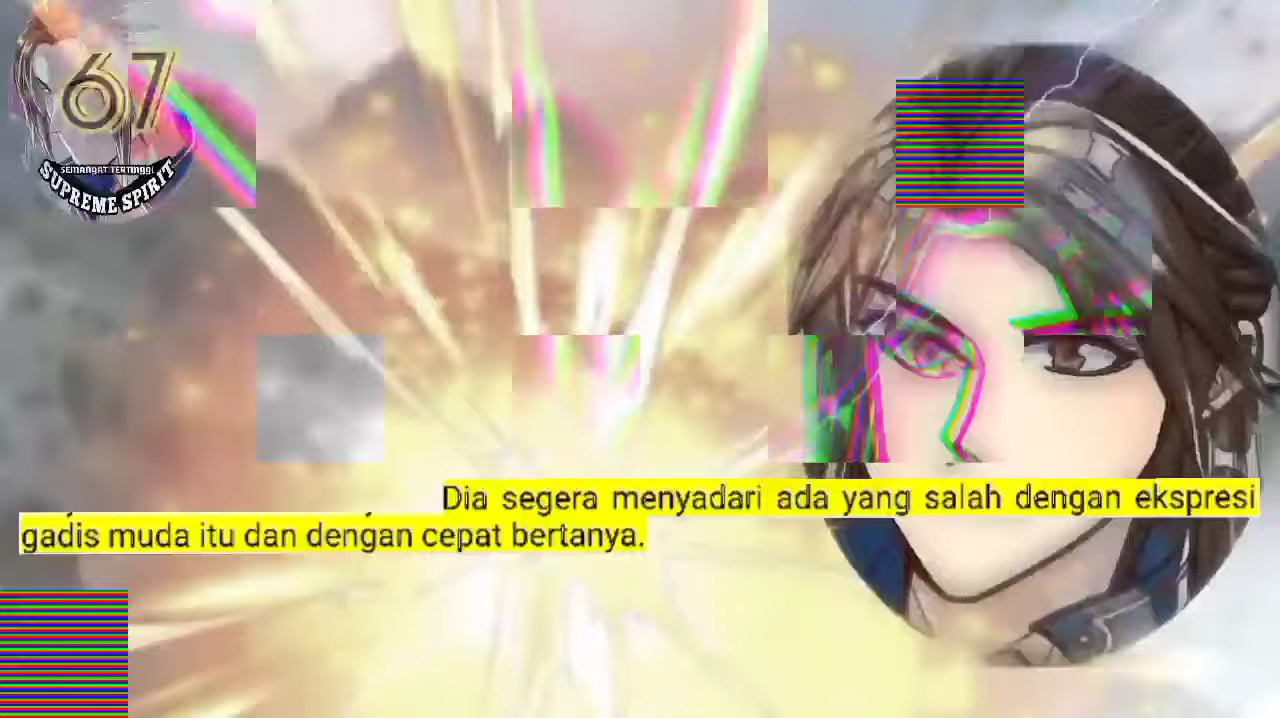 67
SEMANGAT TERTINGGI
SUPREME SPIRIT
Dia segera menyadari ada yang salah dengan ekspresi
gadis muda itu dan dengan cepat bertanya.